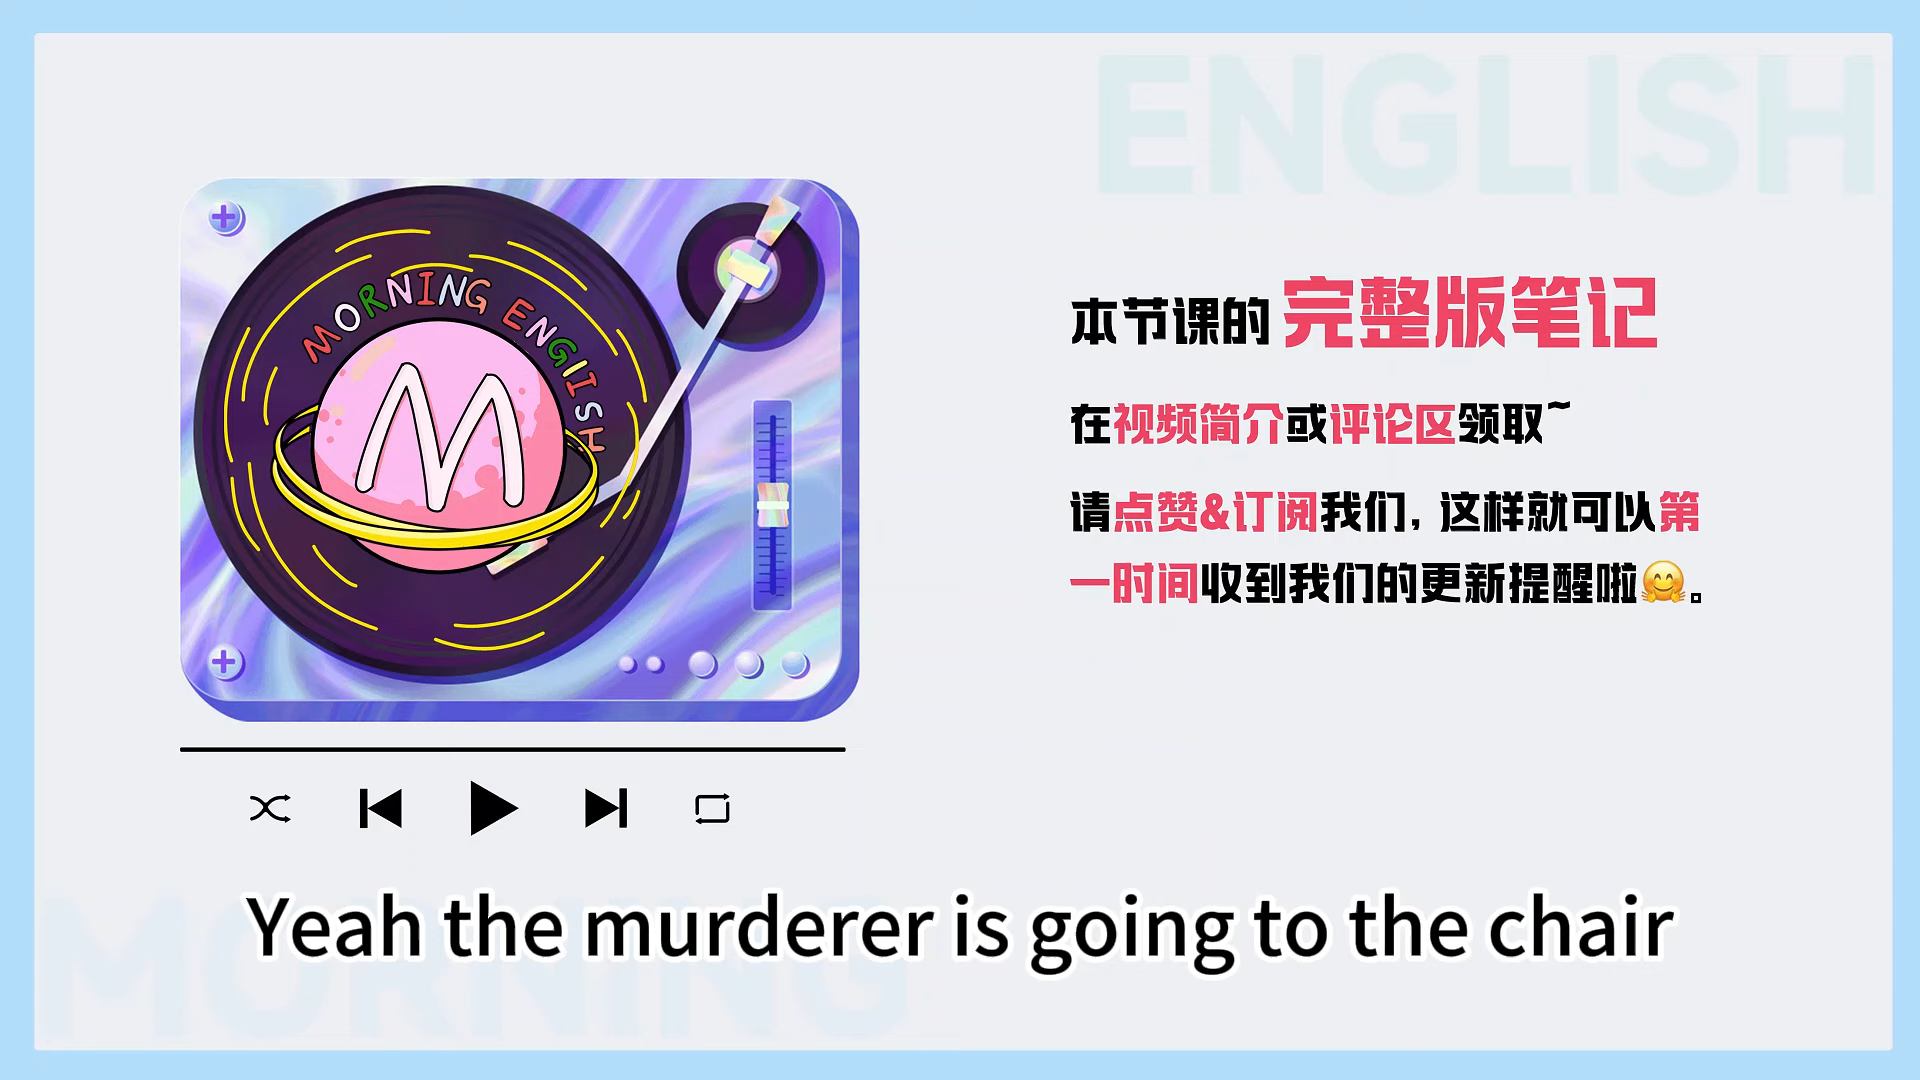 ENGLISH
MORNING ENGLISH
M
本节课的 完整版笔记
在视频简介或评论区领取~
请点赞&订阅我们, 这样就可以第
一时间收到我们的更新提醒啦🤗。
MORNING
Yeah the murderer is going to the chair